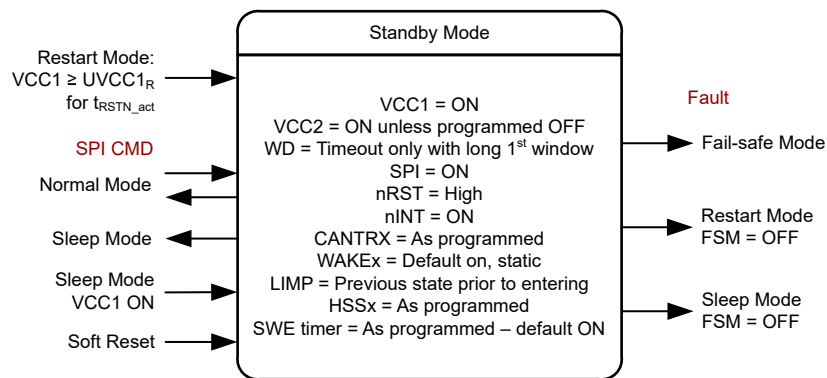 Standby Mode
Restart Mode:
VCC1 ≥ UVCC1R
for tRSTN_act
SPI CMD
Normal Mode
Sleep Mode
Sleep Mode
VCC1 ON
Soft Reset
VCC1 = ON
VCC2 = ON unless programmed OFF
WD = Timeout only with long 1st window
SPI = ON
nRST = High
nINT = ON
CANTRX = As programmed
WAKEx = Default on, static
LIMP = Previous state prior to entering
HSSx = As programmed
SWE timer = As programmed – default ON
Fault
Fail-safe Mode
Restart Mode
FSM = OFF
Sleep Mode
FSM = OFF